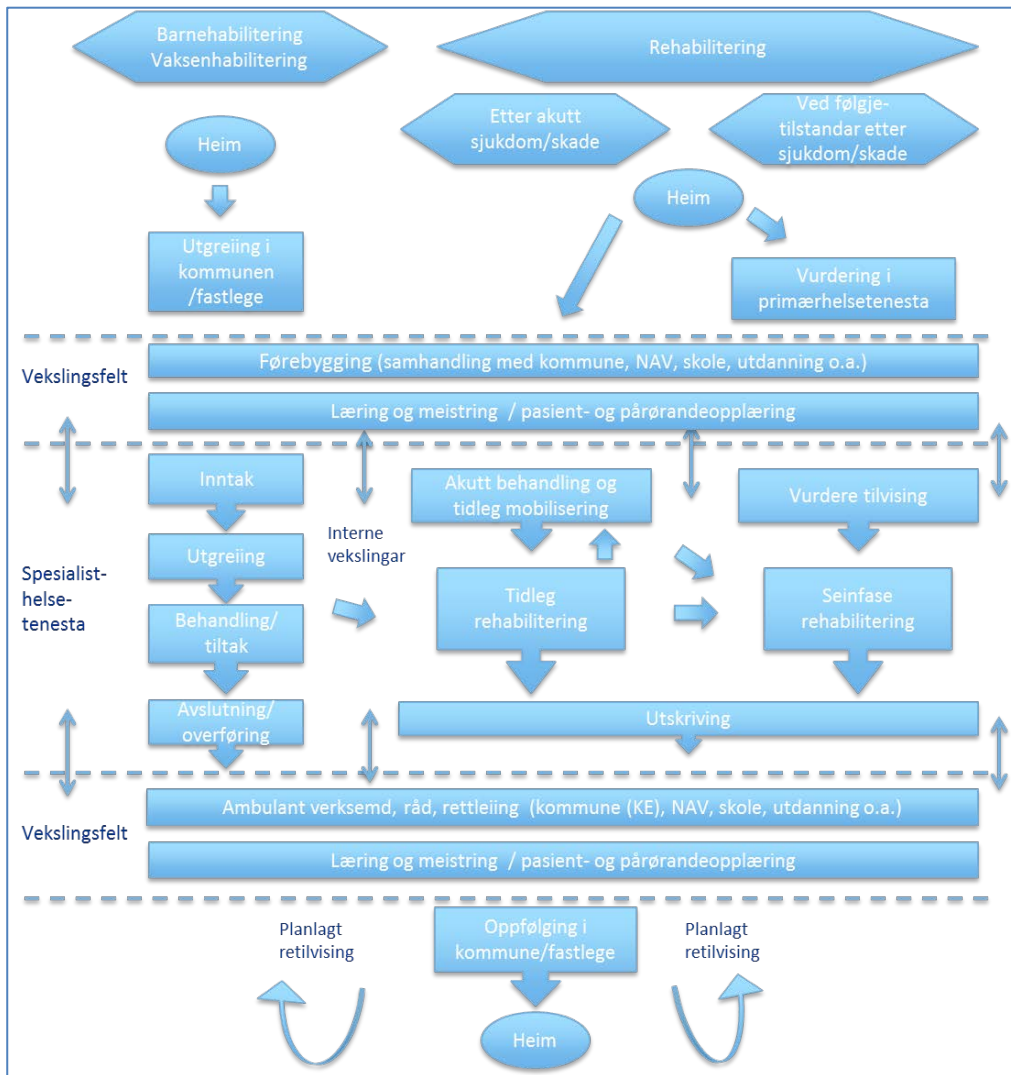 Barnehabilitering
Vaksenhabilitering
Rehabilitering
Etter akutt
sjukdom/skade
Ved følgje-
tilstandar etter
sjukdom/skade
Heim
Heim
Utgreiing i
kommunen
/fastlege
Vurdering i
primærhelsetenesta
Vekslingsfelt
Førebygging (samhandling med kommune, NAV, skole, utdanning o.a.)
Læring og meistring / pasient- og pårørandeopplæring
Inntak
Akutt behandling og
tidleg mobilisering
Vurdere tilvising
Interne
vekslingar
Utgreiing
Spesialist-
helse-
tenesta
Tidleg
rehabilitering
Seinfase
rehabilitering
Behandling/
tiltak
Avslutning/
overføring
Utskriving
Vekslingsfelt
Ambulant verksemd, råd, rettleiing (kommune (KE), NAV, skole, utdanning o.a.)
Læring og meistring / pasient- og pårørandeopplæring
Planlagt
retilvising
Oppfølging i
kommune/fastlege
Planlagt
retilvising
Heim